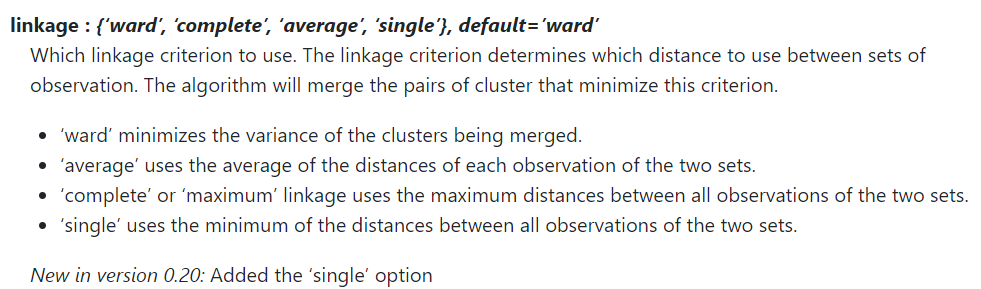 linkage : {‘ward’, ‘complete’, ‘average’, ‘single’}, default=’ward’
Which linkage criterion to use. The linkage criterion determines which distance to use between sets of
observation. The algorithm will merge the pairs of cluster that minimize this criterion.
• ‘ward’ minimizes the variance of the clusters being merged.
• ‘average’ uses the average of the distances of each observation of the two sets.
• ‘complete’ or ‘maximum’ linkage uses the maximum distances between all observations of the two sets.
• ‘single’ uses the minimum of the distances between all observations of the two sets.
New in version 0.20: Added the ‘single’ option